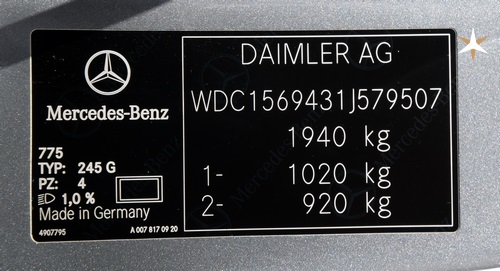 DAIMLER AG
Mercedes-Benz
WDC1569431J579507
1940 kg
1- 1020 kg
2- 920 kg
775
TYP: 245 G
PZ: 4
1,0 %
Made in Germany
4907795
A 007 817 09 20